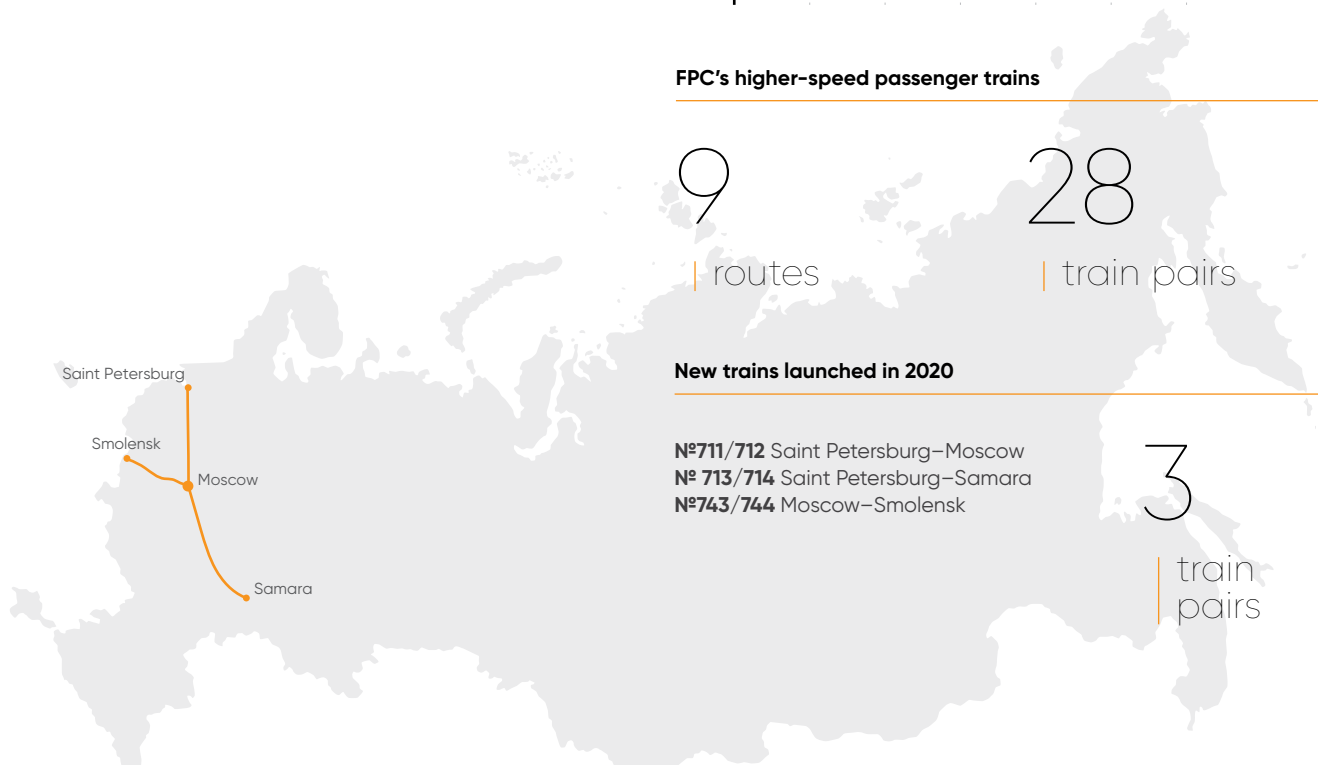 FPC's higher-speed passenger trains
9
routes
28
train pairs
New trains launched in 2020
№711/712 Saint Petersburg–Moscow
№ 713/714 Saint Petersburg–Samara
№743/744 Moscow–Smolensk
3
train
pairs
Saint Petersburg
Smolensk
Moscow
Samara